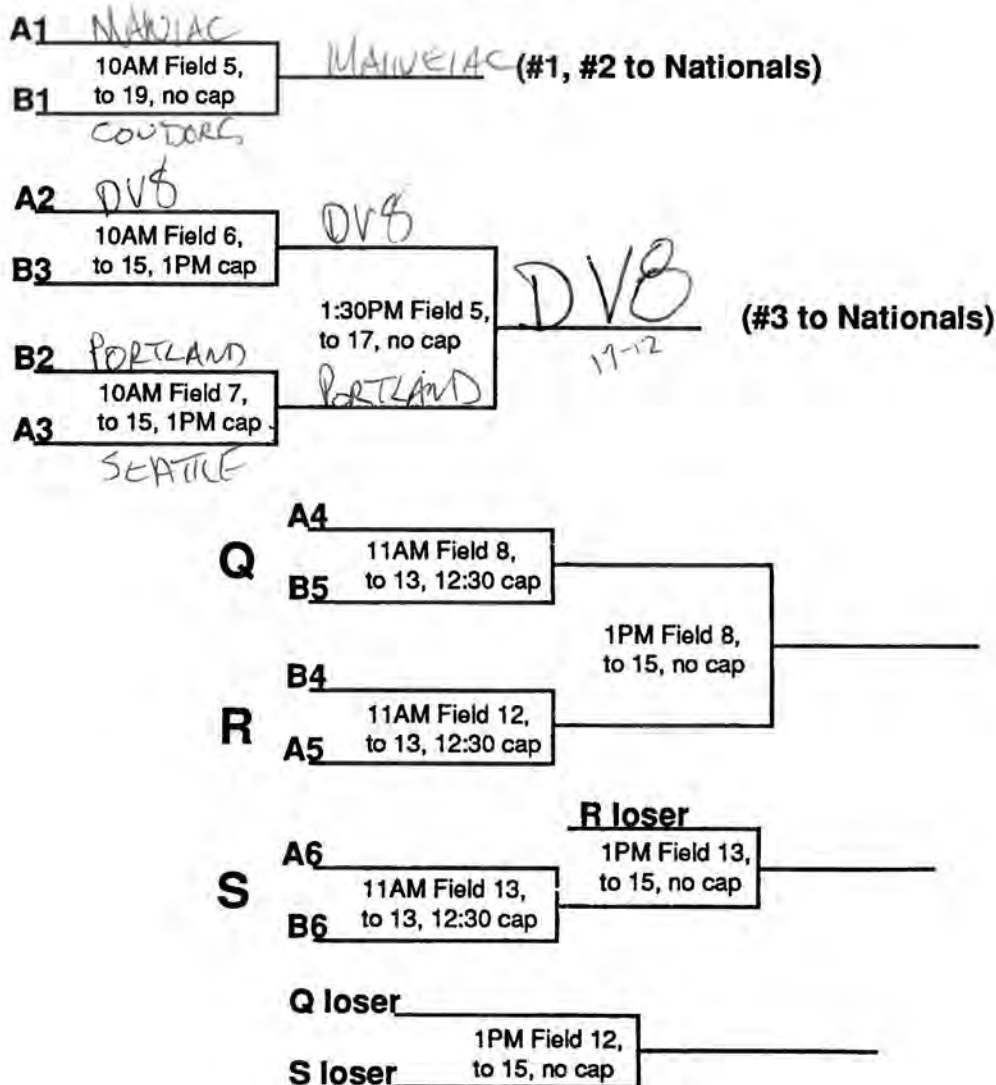 A1 MANIAC
10AM Field 5,
to 19, no cap
B1
CONDORS
MAINEIAC (#1, #2 to Nationals)
A2 DV8
10AM Field 6,
to 15, 1PM cap
B3
DV8
B2 PORTLAND
10AM Field 7,
to 15, 1PM cap
A3
SEATTLE
1:30PM Field 5,
to 17, no cap
PORTLAND
DV8
17-12
(#3 to Nationals)
Q
A4
11AM Field 8,
to 13, 12:30 cap
B5
R
B4
11AM Field 12,
to 13, 12:30 cap
A5
1PM Field 8,
to 15, no cap
S
A6
11AM Field 13,
to 13, 12:30 cap
B6
R loser
1PM Field 13,
to 15, no cap
Q loser
1PM Field 12,
to 15, no cap
S loser